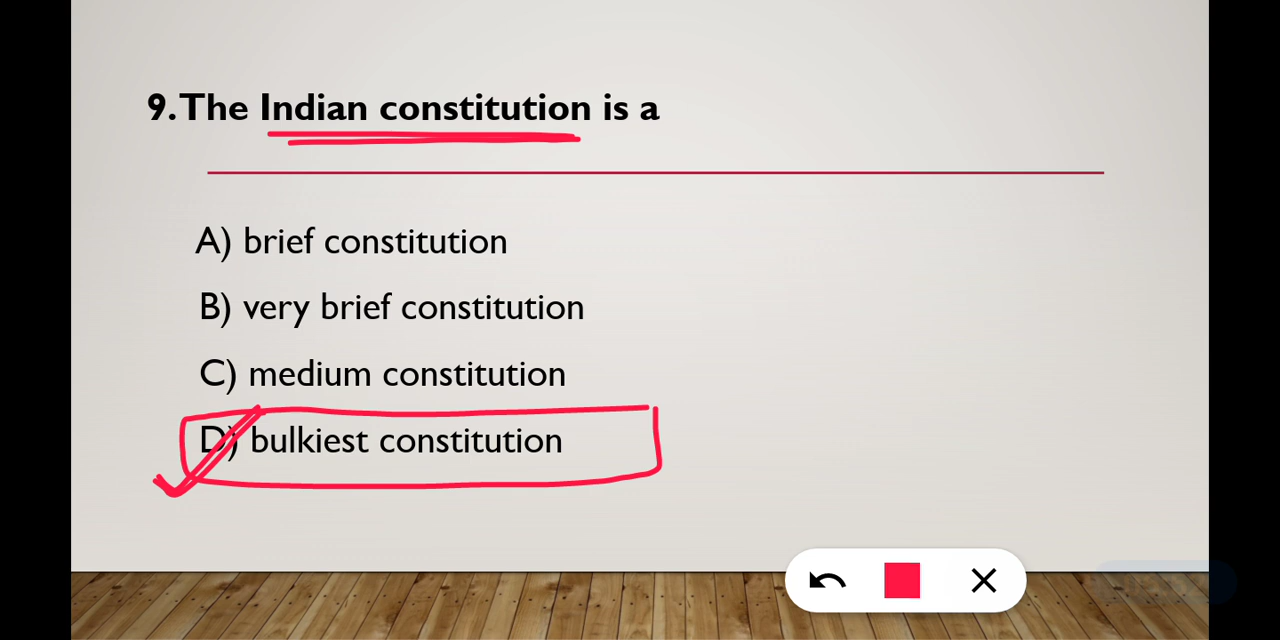 9.The Indian constitution is a
A) brief constitution
B) very brief constitution
C) medium constitution
D) bulkiest constitution